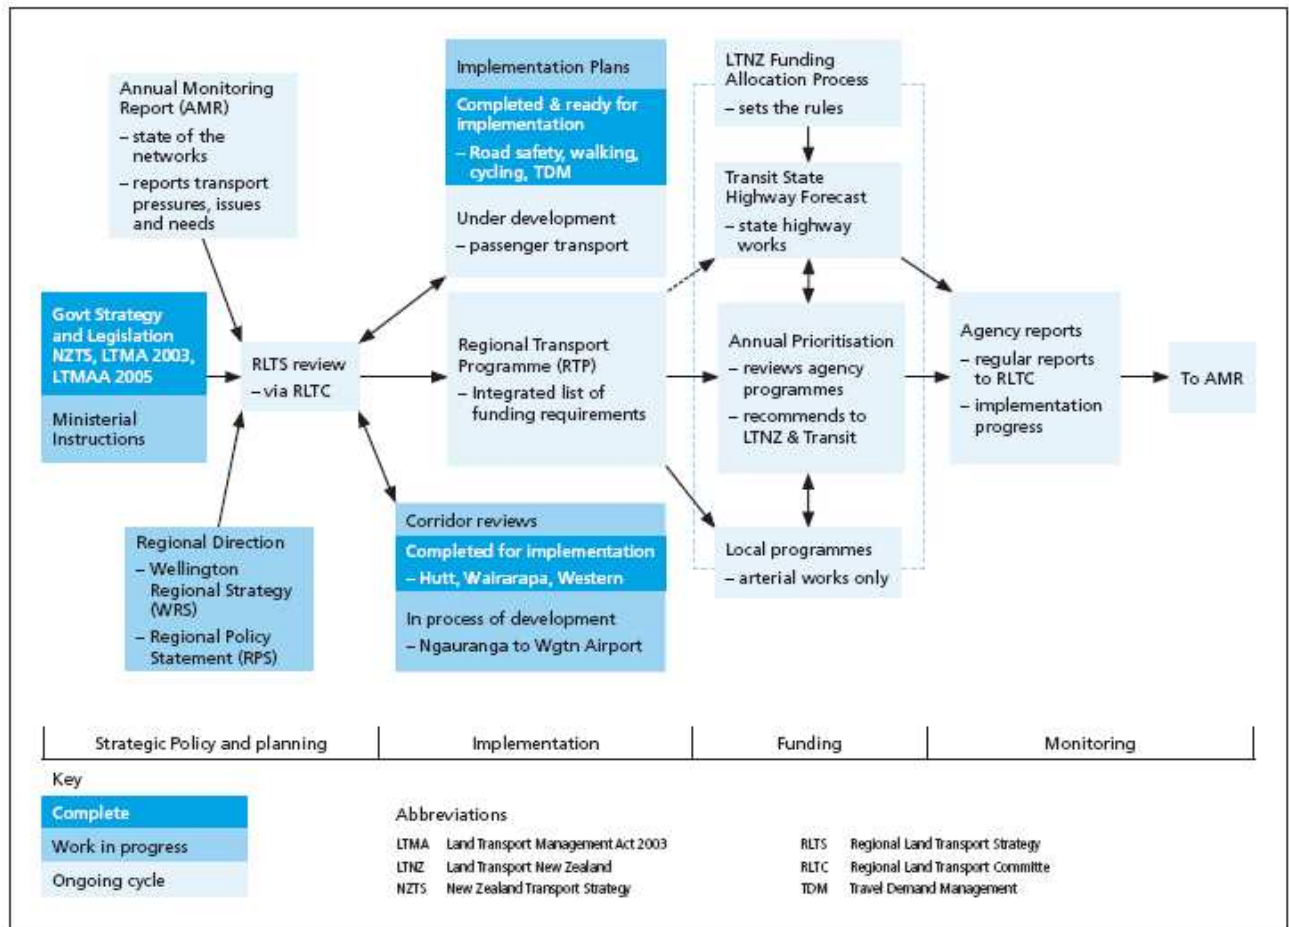 Annual Monitoring
Report (AMR)
– state of the
networks
– reports transport
pressures, issues
and needs
Govt Strategy
and Legislation
NZTS, LTMA 2003,
LTMAA 2005
Ministerial
Instructions
Regional Direction
– Wellington
Regional Strategy
(WRS)
– Regional Policy
Statement (RPS)
RLTS review
– via RLTC
Implementation Plans
Completed & ready for
implementation
– Road safety, walking,
cycling, TDM
Under development
– passenger transport
Regional Transport
Programme (RTP)
– Integrated list of
funding requirements
Corridor reviews
Completed for implementation
– Hutt, Wairarapa, Western
In process of development
– Ngauranga to Wgtn Airport
LTNZ Funding
Allocation Process
– sets the rules
Transit State
Highway Forecast
– state highway
works
Annual Prioritisation
– reviews agency
programmes
– recommends to
LTNZ & Transit
Local programmes
– arterial works only
Agency reports
– regular reports
to RLTC
– implementation
progress
To AMR
Strategic Policy and planning
Implementation
Funding
Monitoring
Key
Complete
Work in progress
Ongoing cycle
Abbreviations
LTMA Land Transport Management Act 2003
LTNZ Land Transport New Zealand
NZTS New Zealand Transport Strategy
RLTS Regional Land Transport Strategy
RLTC Regional Land Transport Committe
TDM Travel Demand Management